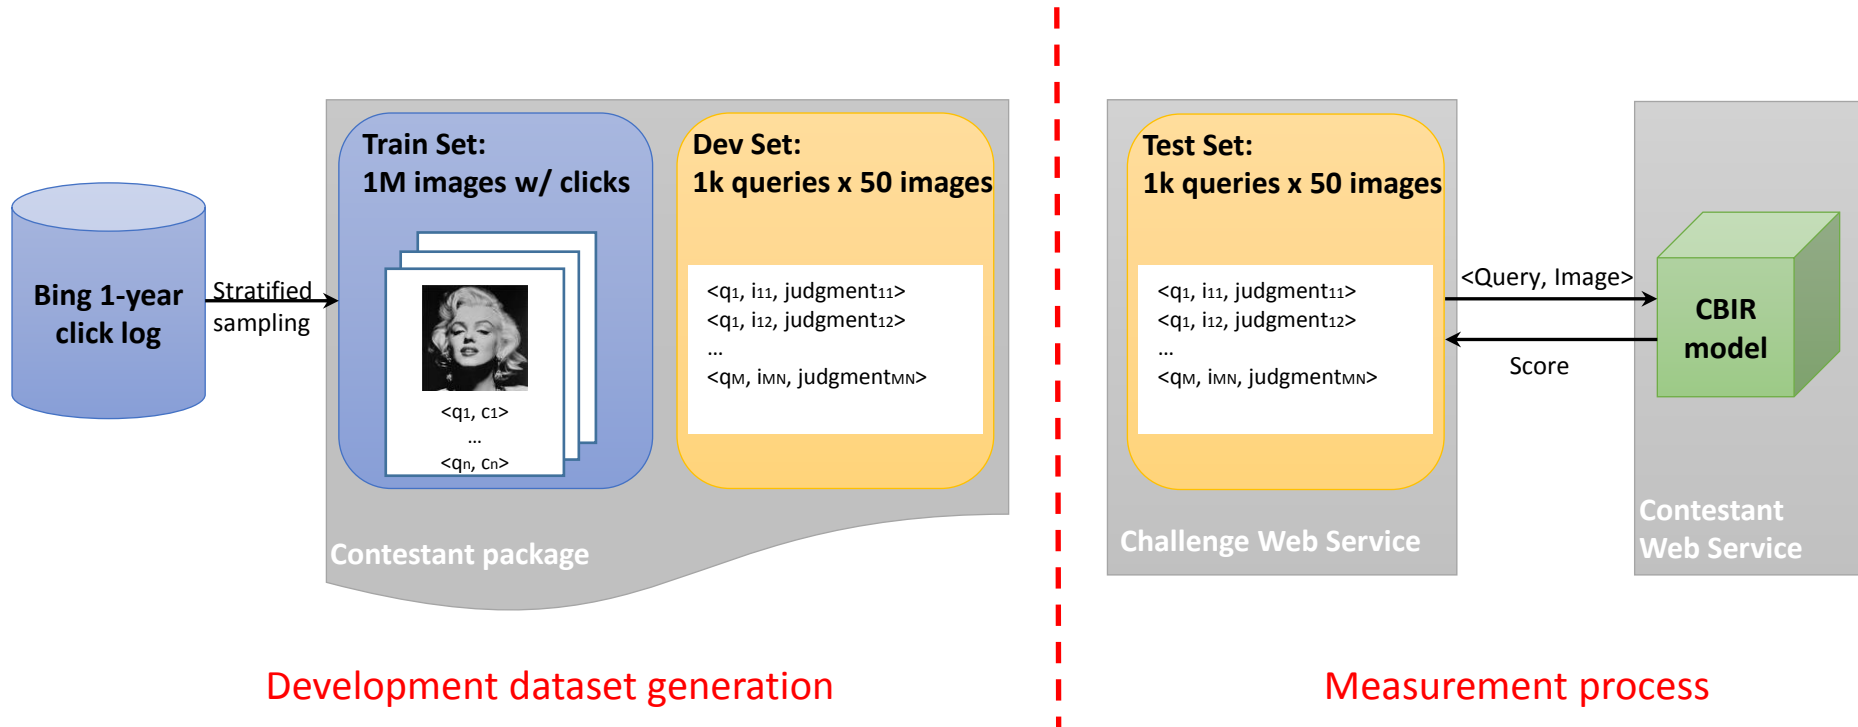 Bing 1-year
click log
Stratified
sampling
Train Set:
1M images w/ clicks
<q1, c1>
...
<qn, cn>
Dev Set:
1k queries x 50 images
<q1, i11, judgment11>
<q1, i12, judgment12>
...
<qM, iMN, judgmentMN>
Contestant package
Development dataset generation
Test Set:
1k queries x 50 images
<q1, i11, judgment11>
<q1, i12, judgment12>
...
<qM, iMN, judgmentMN>
Challenge Web Service
<Query, Image>
Score
CBIR
model
Contestant
Web Service
Measurement process